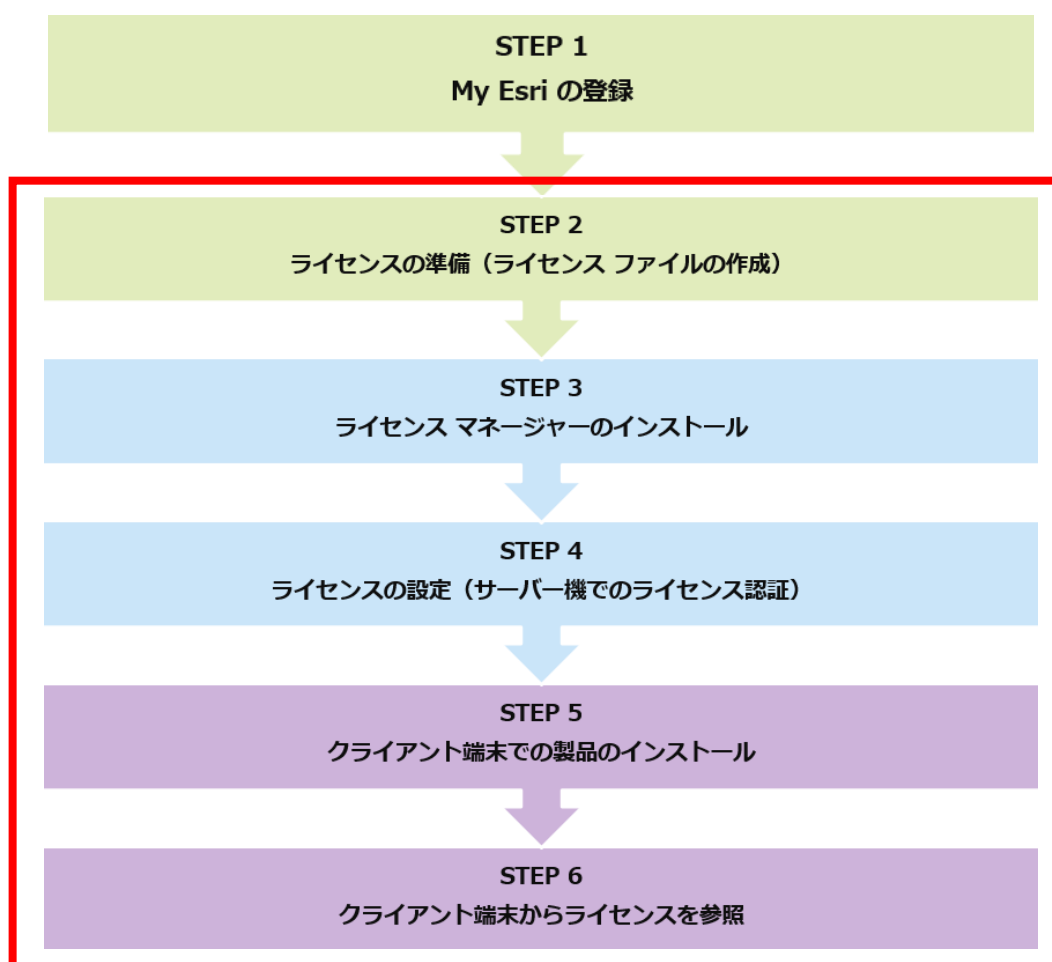 STEP 1
My Esri の登録
STEP 2
ライセンスの準備（ライセンス ファイルの作成）
STEP 3
ライセンス マネージャーのインストール
STEP 4
ライセンスの設定（サーバー機でのライセンス認証）
STEP 5
クライアント端末での製品のインストール
STEP 6
クライアント端末からライセンスを参照